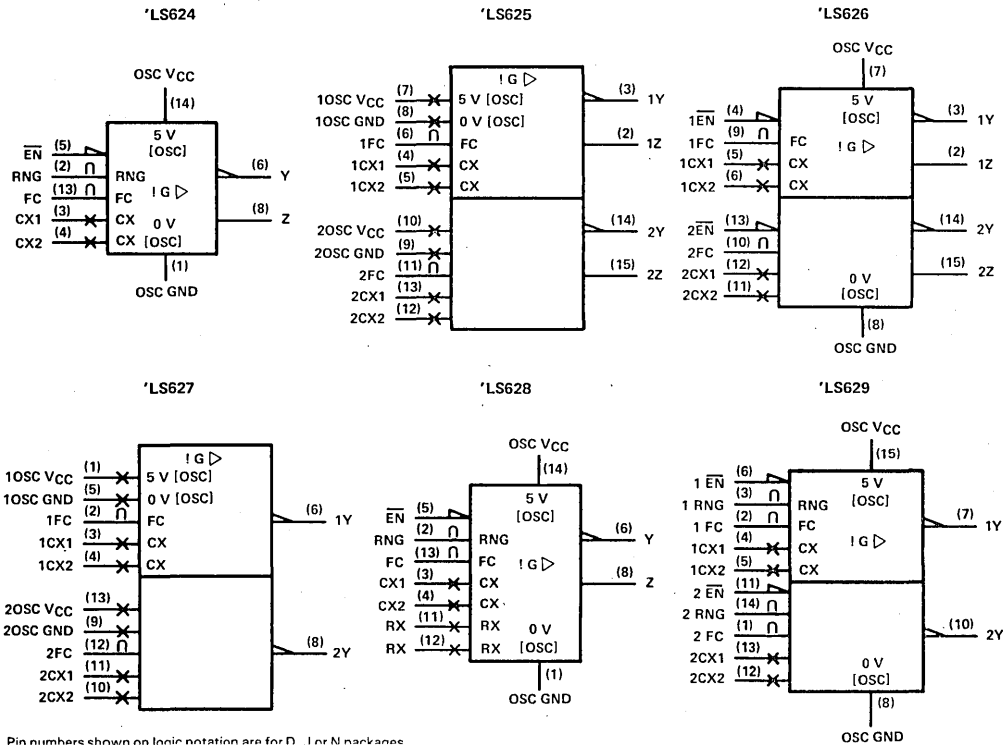 'LS624
OSC VCC
(14)
5 V
[OSC]
EN (5)
RNG (2) RNG
FC (13) FC
CX1 (3) CX
CX2 (4) CX
! G ▷
0 V
[OSC]
(6) Y
(8) Z
(1)
OSC GND
'LS625
! G ▷
1OSC VCC (7) 5 V [OSC]
1OSC GND (8) 0 V [OSC]
1FC (6) FC
1CX1 (4) CX
1CX2 (5) CX
(3) 1Y
(2) 1Z
2OSC VCC (10)
2OSC GND (9)
2FC (11)
2CX1 (13)
2CX2 (12)
(14) 2Y
(15) 2Z
'LS626
OSC VCC
(7)
5 V
[OSC]
1EN (4)
1FC (9) FC
1CX1 (5) CX
1CX2 (6) CX
! G ▷
(3) 1Y
(2) 1Z
2EN (13)
2FC (10)
2CX1 (12)
2CX2 (11)
(14) 2Y
(15) 2Z
0 V
[OSC]
(8)
OSC GND
'LS627
! G ▷
1OSC VCC (1) 5 V [OSC]
1OSC GND (5) 0 V [OSC]
1FC (2) FC
1CX1 (3) CX
1CX2 (4) CX
(6) 1Y
2OSC VCC (13)
2OSC GND (9)
2FC (12)
2CX1 (11)
2CX2 (10)
(8) 2Y
'LS628
OSC VCC
(14)
5 V
[OSC]
EN (5)
RNG (2) RNG
FC (13) FC
CX1 (3) CX
CX2 (4) CX
RX (11) RX
RX (12) RX
! G ▷
0 V
[OSC]
(6) Y
(8) Z
(1)
OSC GND
'LS629
OSC VCC
(15)
5 V
[OSC]
1 EN (6)
1 RNG (3) RNG
1 FC (2) FC
1CX1 (4) CX
1CX2 (5) CX
! G ▷
(7) 1Y
2 EN (11)
2 RNG (14)
2 FC (1)
2CX1 (13)
2CX2 (12)
(10) 2Y
0 V
[OSC]
(8)
OSC GND
Pin numbers shown on logic notation are for D, J or N packages